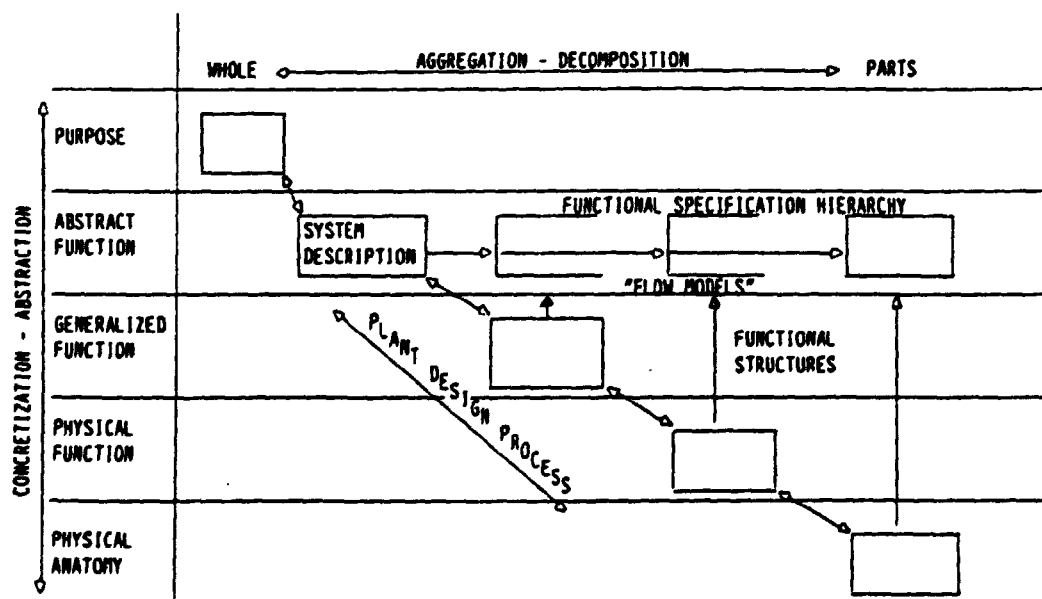 WHOLE
AGGREGATION - DECOMPOSITION
PARTS
CONCRETIZATION - ABSTRACTION
PURPOSE
ABSTRACT
FUNCTION
SYSTEM
DESCRIPTION
FUNCTIONAL SPECIFICATION HIERARCHY
"FLOW MODELS"
GENERALIZED
FUNCTION
PLANT DESIGN PROCESS
FUNCTIONAL
STRUCTURES
PHYSICAL
FUNCTION
PHYSICAL
ANATOMY